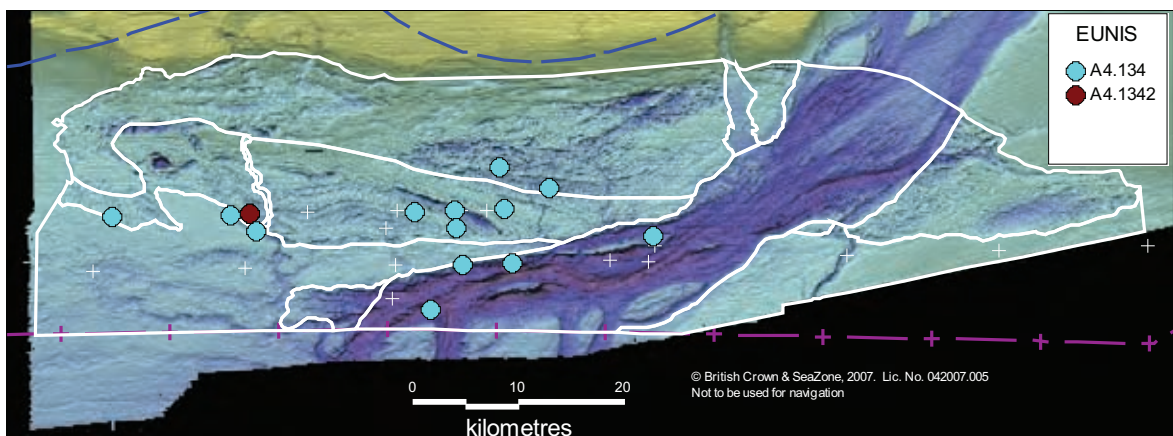 EUNIS
A4.134
A4.1342
© British Crown & SeaZone, 2007. Lic. No. 042007.005
Not to be used for navigation
0 10 20
kilometres